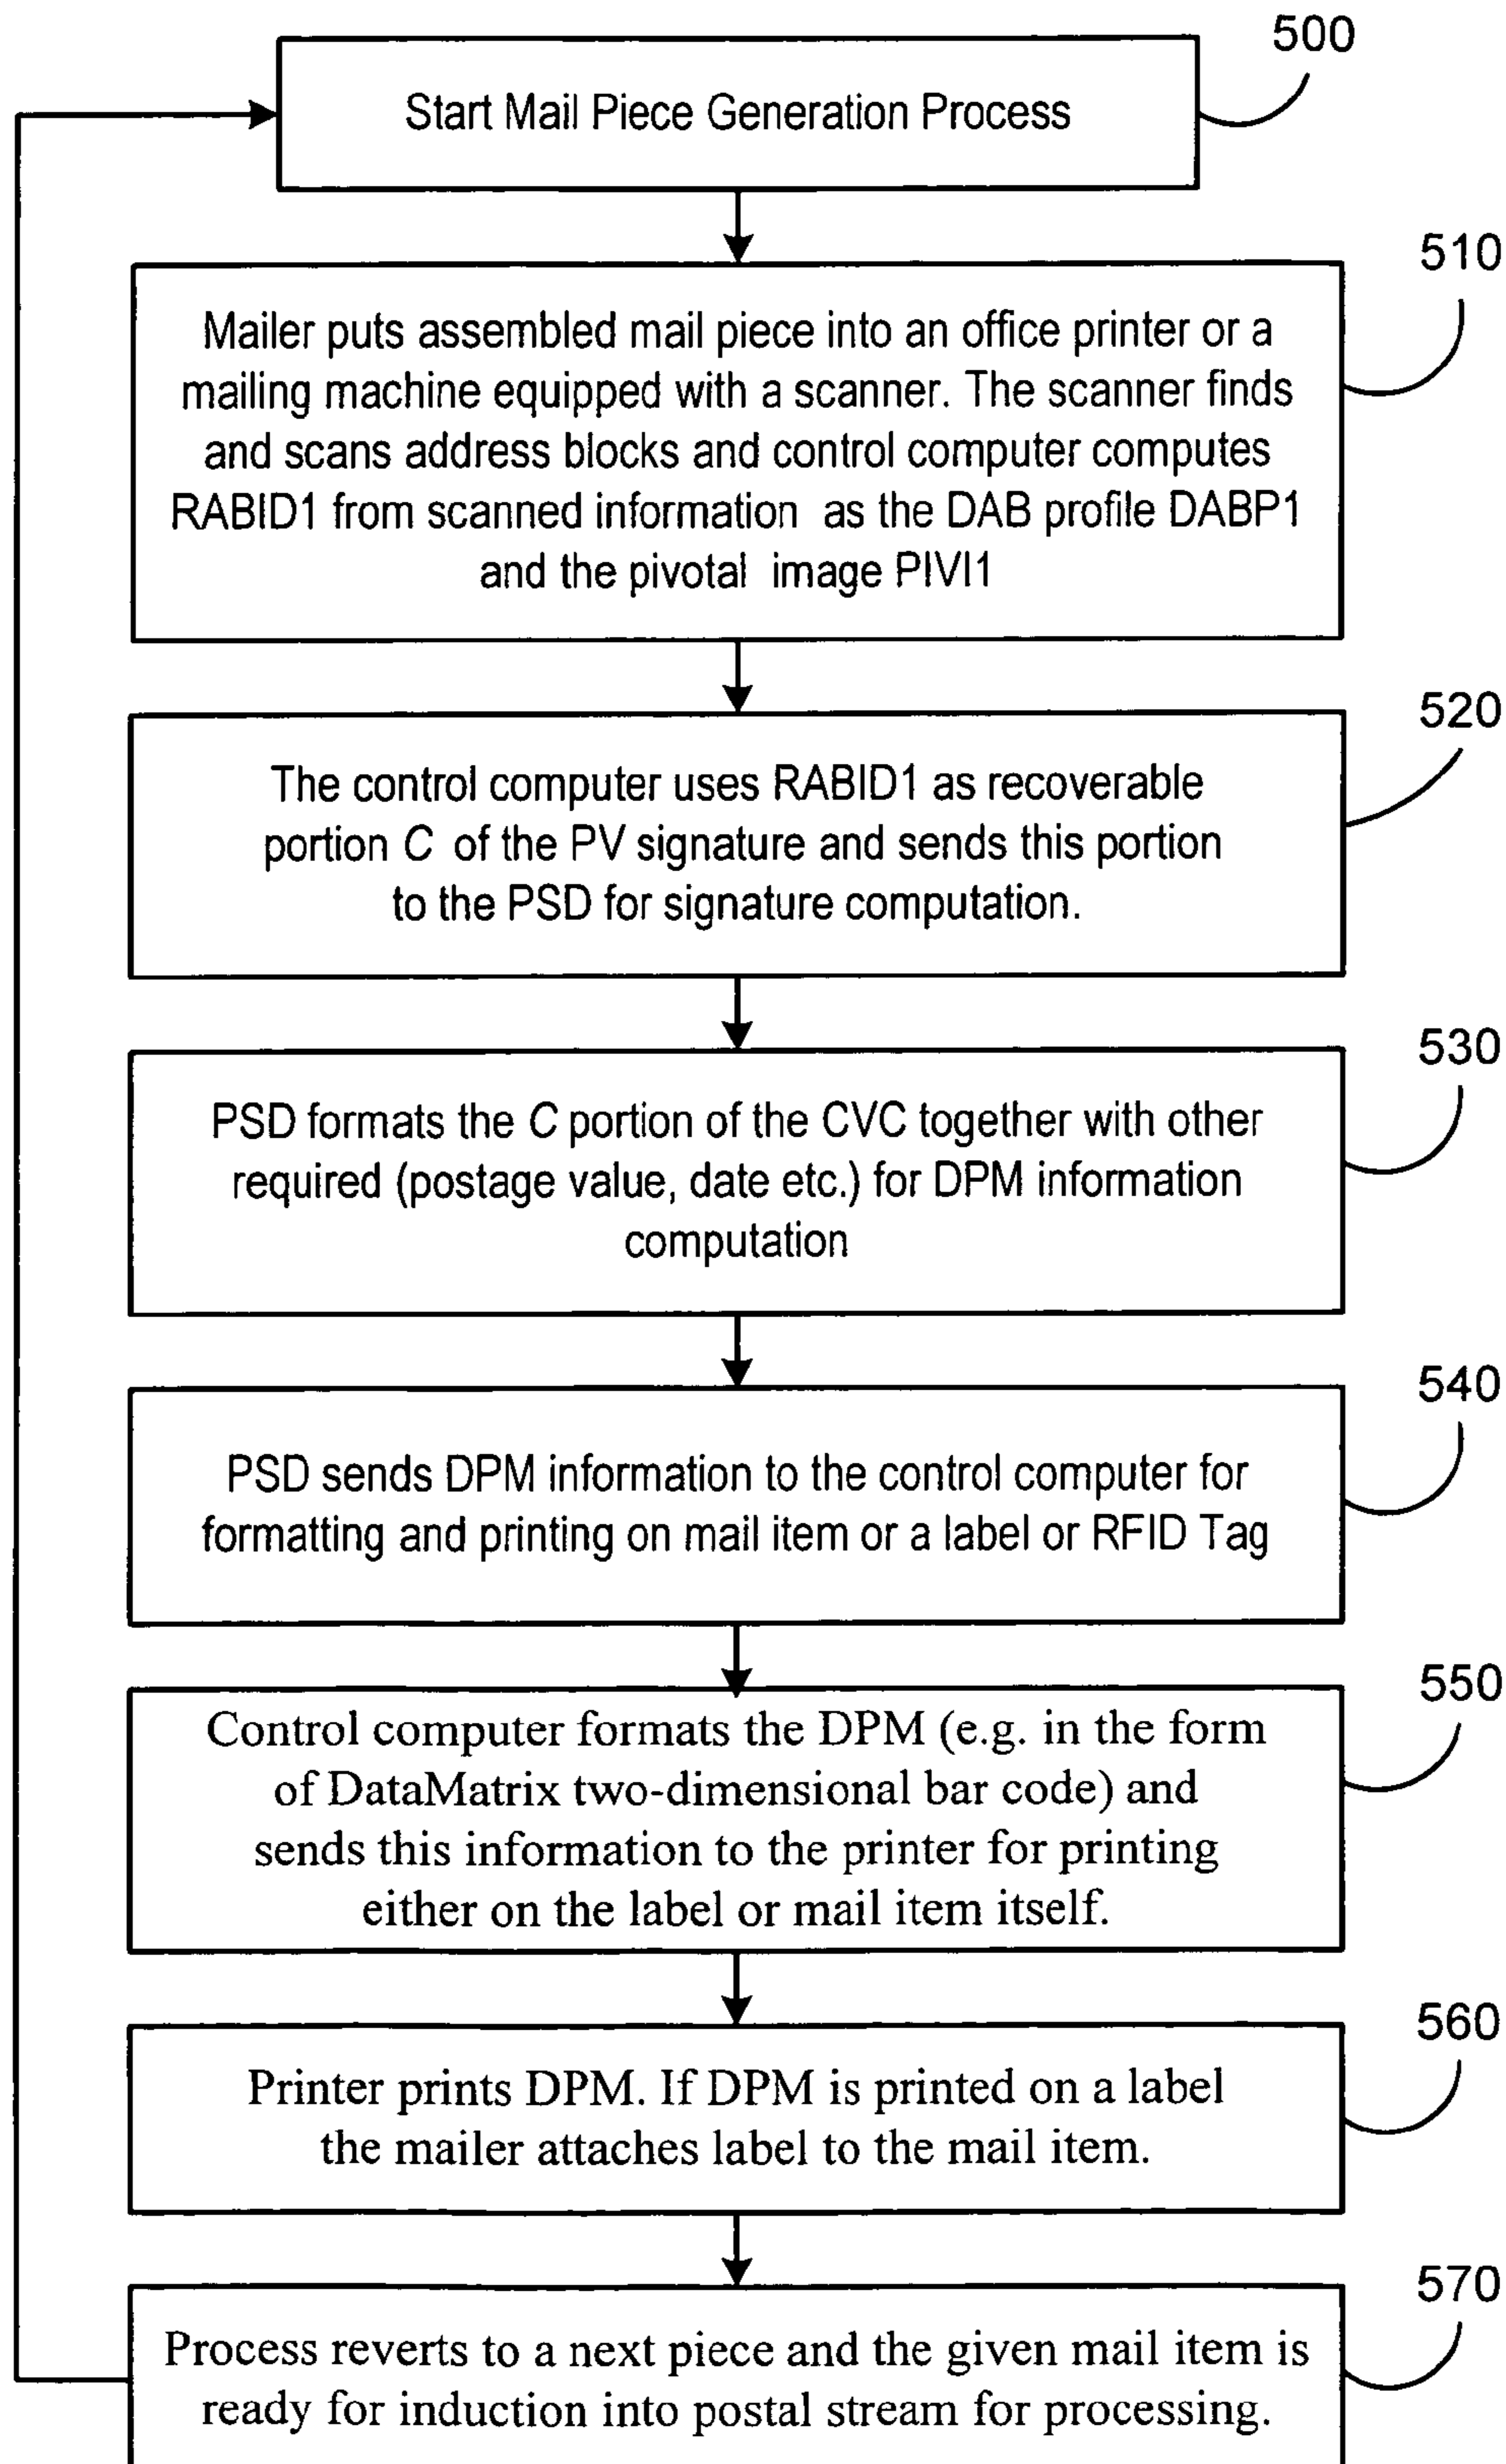 500
Start Mail Piece Generation Process
510
Mailer puts assembled mail piece into an office printer or a
mailing machine equipped with a scanner. The scanner finds
and scans address blocks and control computer computes
RABID1 from scanned information as the DAB profile DABP1
and the pivotal image PIVI1
520
The control computer uses RABID1 as recoverable
portion C of the PV signature and sends this portion
to the PSD for signature computation.
530
PSD formats the C portion of the CVC together with other
required (postage value, date etc.) for DPM information
computation
540
PSD sends DPM information to the control computer for
formatting and printing on mail item or a label or RFID Tag
550
Control computer formats the DPM (e.g. in the form
of DataMatrix two-dimensional bar code) and
sends this information to the printer for printing
either on the label or mail item itself.
560
Printer prints DPM. If DPM is printed on a label
the mailer attaches label to the mail item.
570
Process reverts to a next piece and the given mail item is
ready for induction into postal stream for processing.